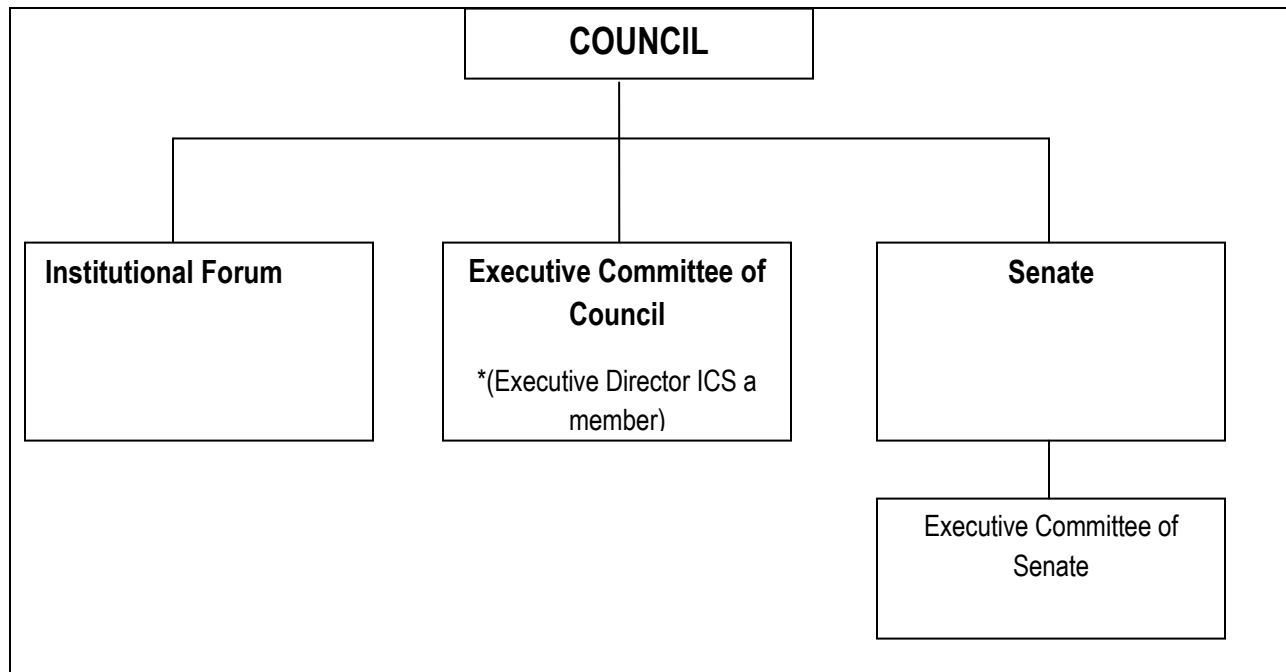 COUNCIL
Institutional Forum
Executive Committee of
Council
*(Executive Director ICS a
member)
Senate
Executive Committee of
Senate